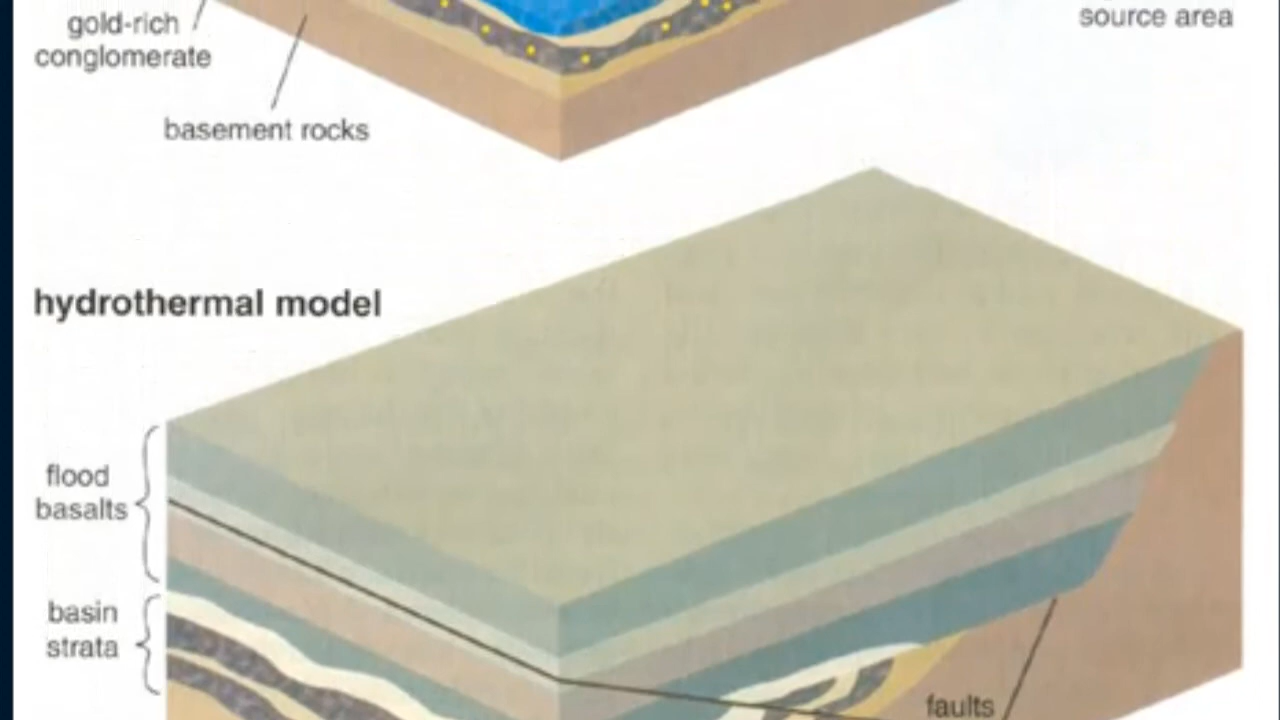 gold-rich
conglomerate
source area
basement rocks
hydrothermal model
flood
basalts
basin
strata
faults